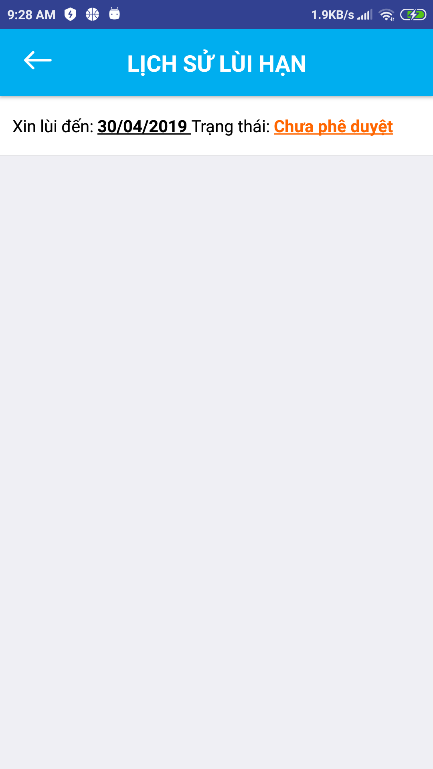 9:28 AM 1.9KB/s
LỊCH SỬ LÙI HẠN
Xin lùi đến: 30/04/2019 Trạng thái: Chưa phê duyệt